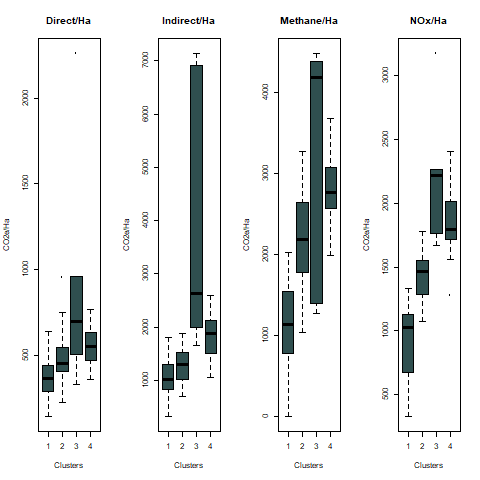 Direct/Ha
Indirect/Ha
Methane/Ha
NOx/Ha
CO2e/Ha
500
1000
1500
2000
1 2 3 4
Clusters
CO2e/Ha
1000
2000
3000
4000
5000
6000
7000
1 2 3 4
Clusters
CO2e/Ha
0
1000
2000
3000
4000
1 2 3 4
Clusters
CO2e/Ha
500
1000
1500
2000
2500
3000
1 2 3 4
Clusters